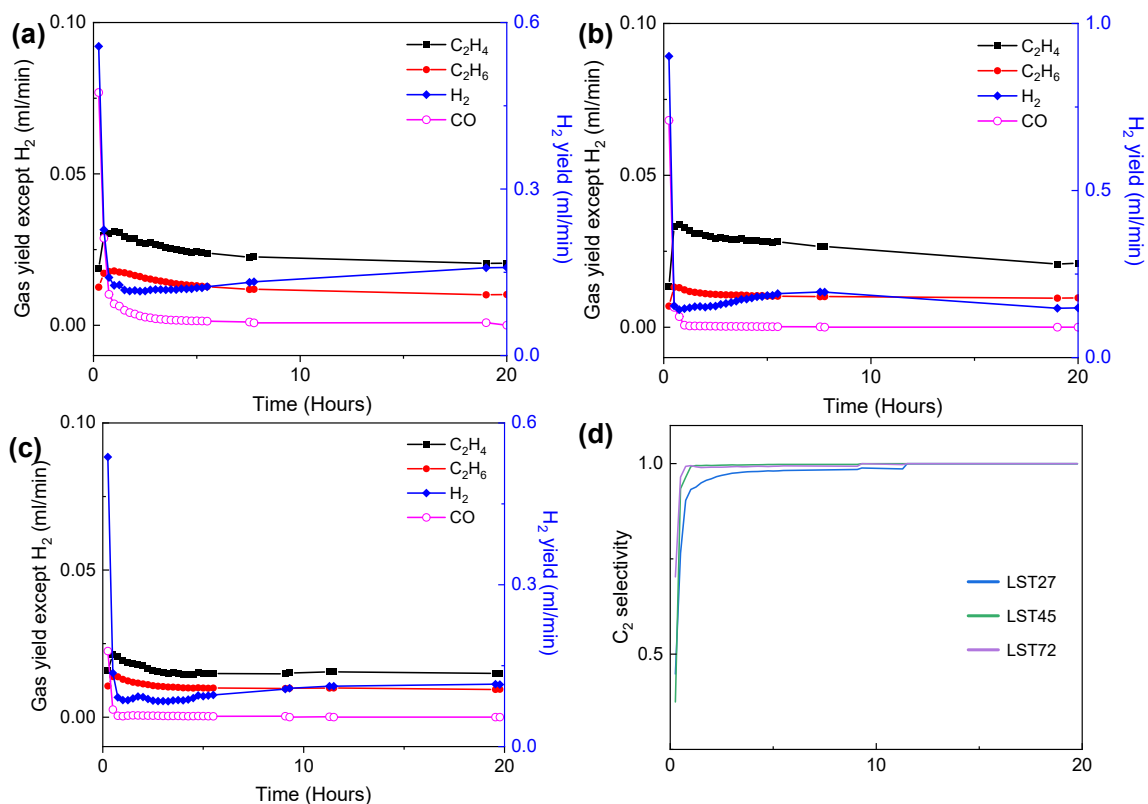 (a)
Gas yield except H₂ (ml/min)
0.10
0.05
0.00
C₂H₄
C₂H₆
H₂
CO
0.6
0.3
0.0
H₂ yield (ml/min)
0
10
20
Time (Hours)
(b)
Gas yield except H₂ (ml/min)
0.10
0.05
0.00
C₂H₄
C₂H₆
H₂
CO
1.0
0.5
0.0
H₂ yield (ml/min)
0
10
20
Time (Hours)
(c)
Gas yield except H₂ (ml/min)
0.10
0.05
0.00
C₂H₄
C₂H₆
H₂
CO
0.6
0.3
0.0
H₂ yield (ml/min)
0
10
20
Time (Hours)
(d)
C₂ selectivity
1.0
0.5
LST27
LST45
LST72
0
10
20
Time (Hours)